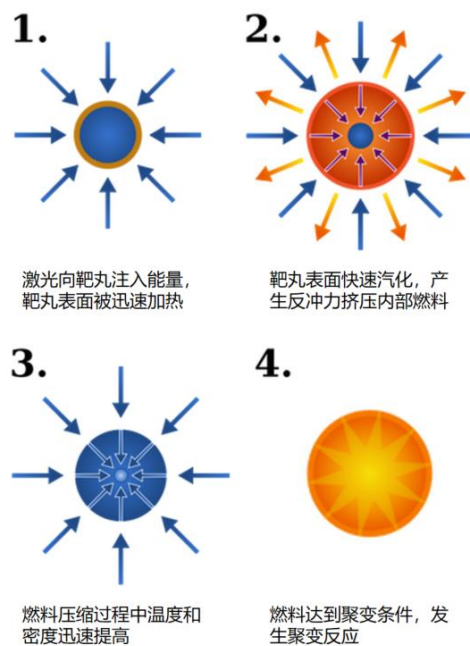 1.
2.
激光向靶丸注入能量，
靶丸表面被迅速加热
靶丸表面快速汽化，产
生反冲力挤压内部燃料
3.
4.
燃料压缩过程中温度和
密度迅速提高
燃料达到聚变条件，发
生聚变反应